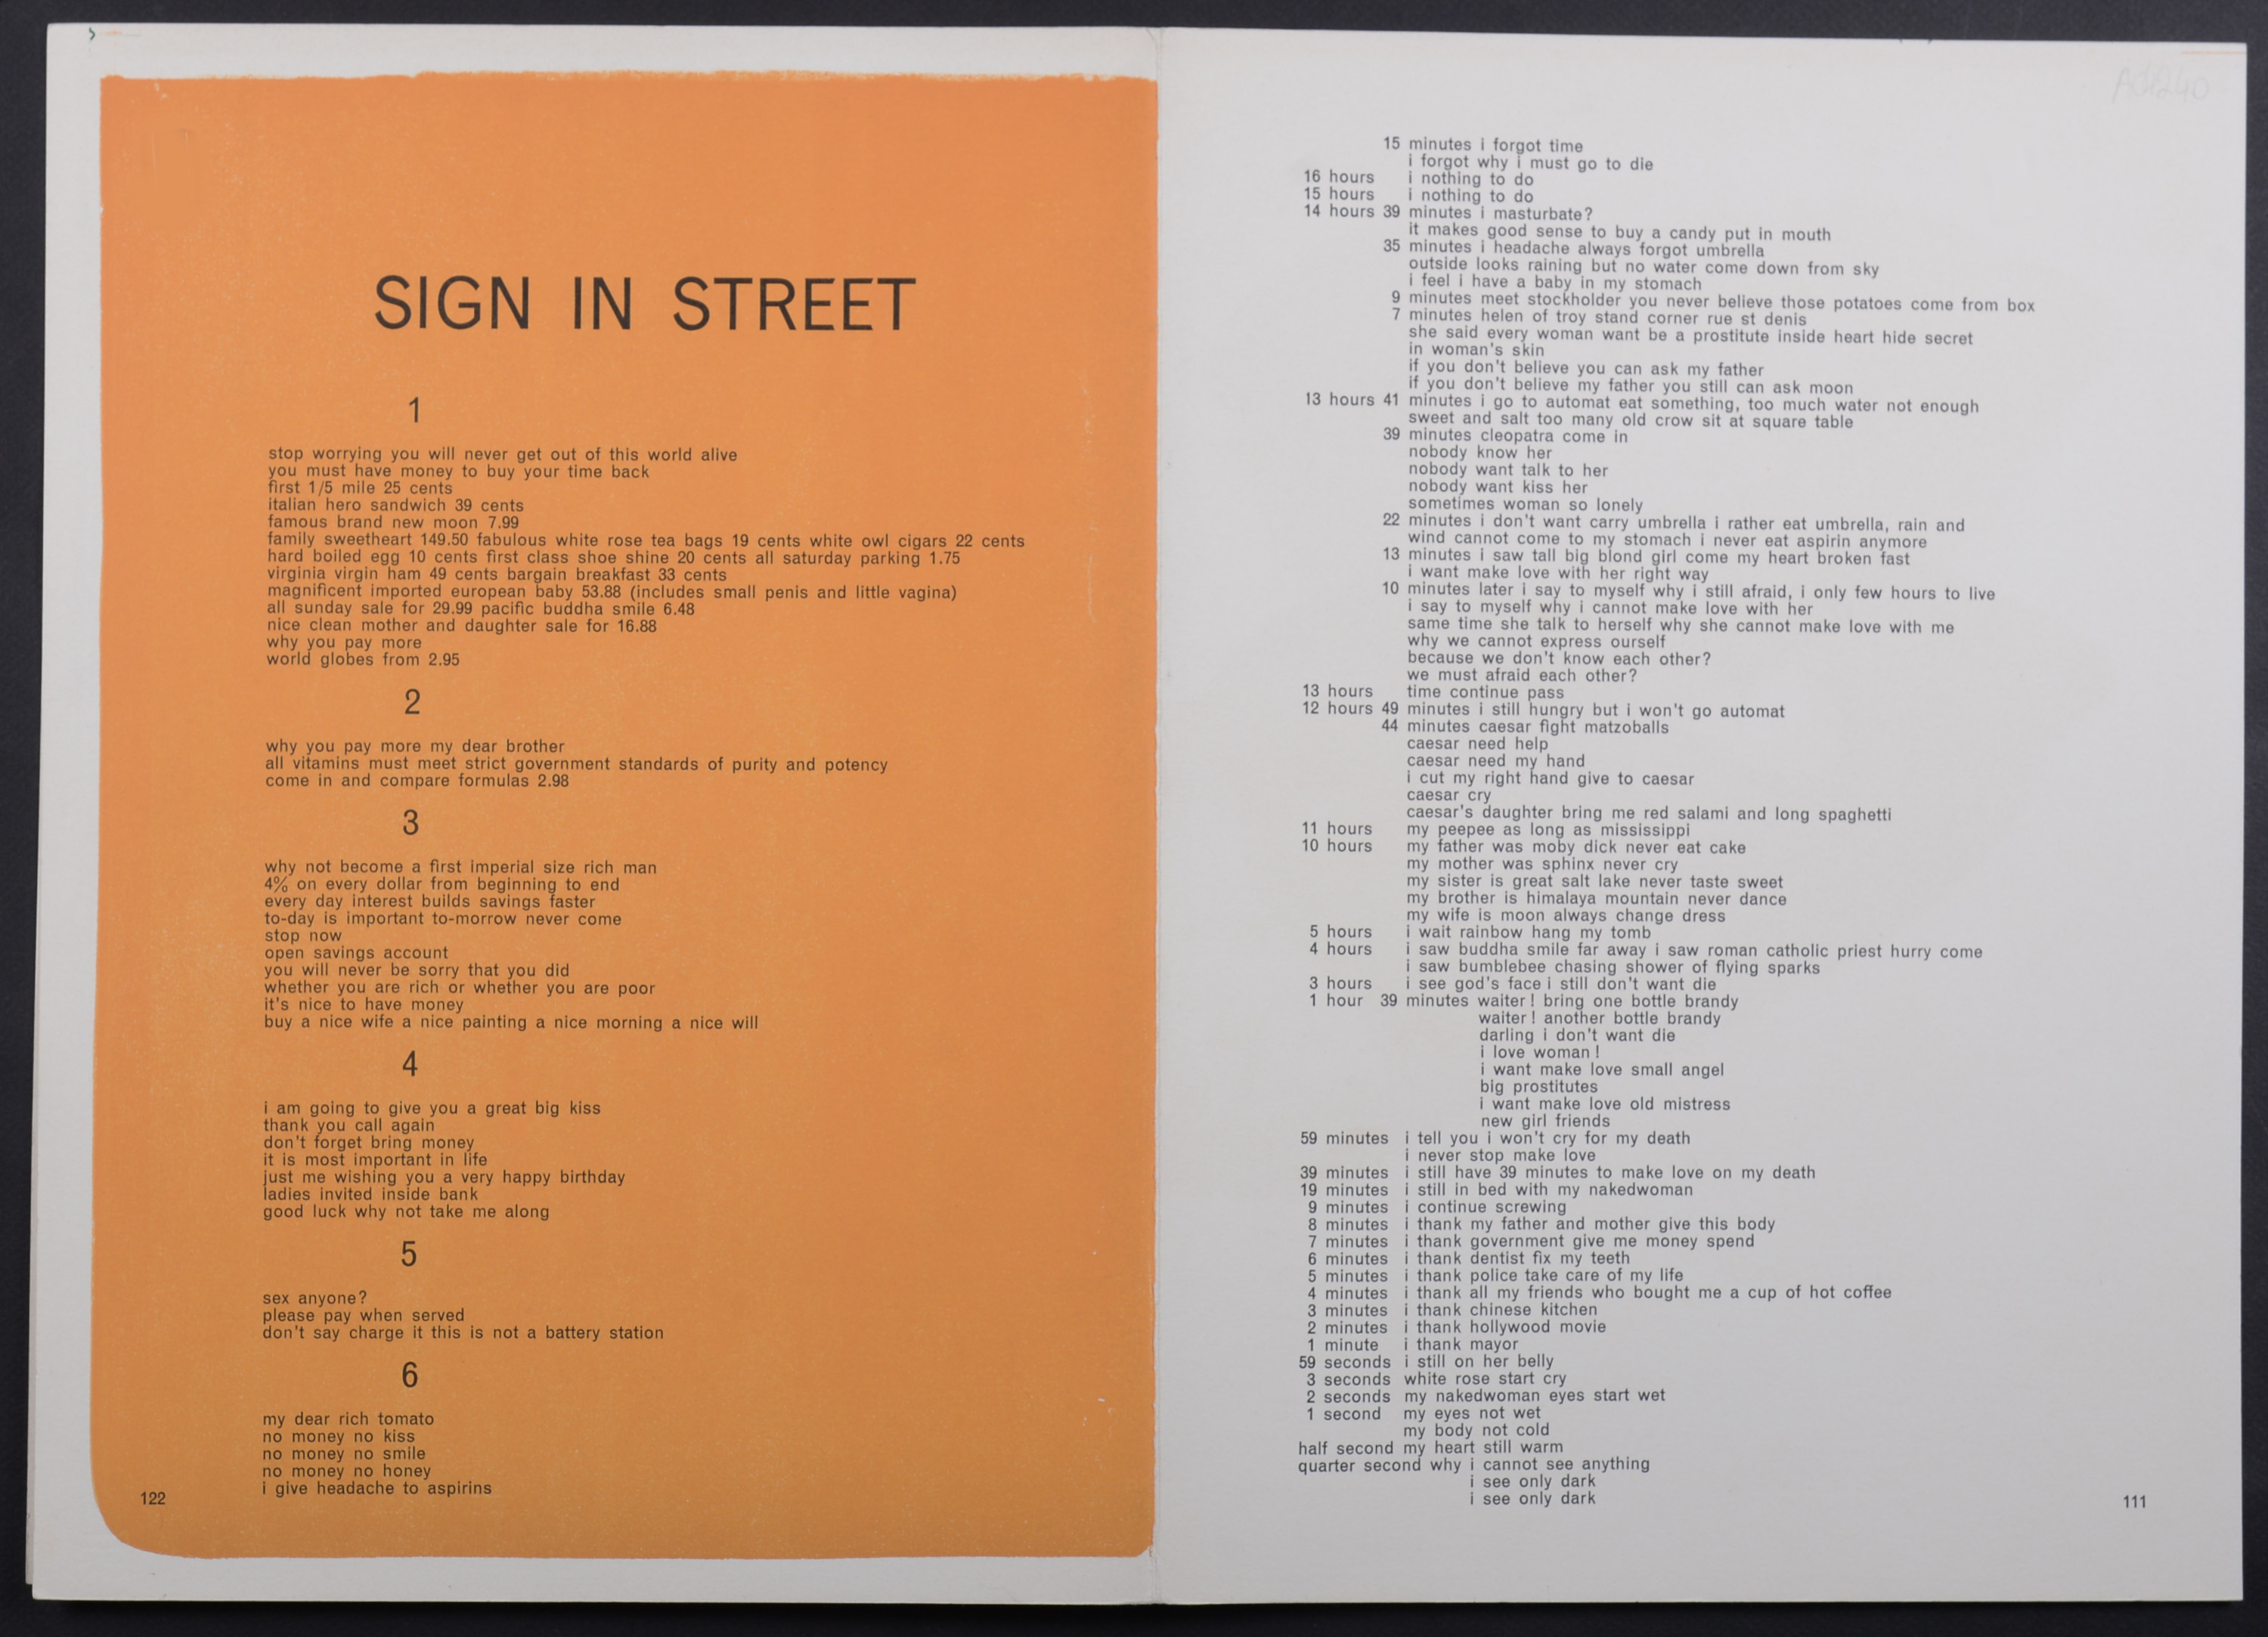 SIGN IN STREET
1
stop worrying you will never get out of this world alive
you must have money to buy your time back
first 1/5 mile 25 cents
italian hero sandwich 39 cents
famous brand new moon 7.99
family sweetheart 149.50 fabulous white rose tea bags 19 cents white owl cigars 22 cents
hard boiled egg 10 cents first class shoe shine 20 cents all saturday parking 1.75
virginia virgin ham 49 cents bargain breakfast 33 cents
magnificent imported european baby 53.88 (includes small penis and little vagina)
all sunday sale for 29.99 pacific buddha smile 6.48
nice clean mother and daughter sale for 16.88
why you pay more
world globes from 2.95
2
why you pay more my dear brother
all vitamins must meet strict government standards of purity and potency
come in and compare formulas 2.98
3
why not become a first imperial size rich man
4% on every dollar from beginning to end
every day interest builds savings faster
to-day is important to-morrow never come
stop now
open savings account
you will never be sorry that you did
whether you are rich or whether you are poor
it's nice to have money
buy a nice wife a nice painting a nice morning a nice will
4
i am going to give you a great big kiss
thank you call again
don't forget bring money
it is most important in life
just me wishing you a very happy birthday
ladies invited inside bank
good luck why not take me along
5
sex anyone?
please pay when served
don't say charge it this is not a battery station
6
my dear rich tomato
no money no kiss
no money no smile
no money no honey
i give headache to aspirins
122
15 minutes i forgot time
i forgot why i must go to die
16 hours i nothing to do
15 hours i nothing to do
14 hours 39 minutes i masturbate?
it makes good sense to buy a candy put in mouth
35 minutes i headache always forgot umbrella
outside looks raining but no water come down from sky
i feel i have a baby in my stomach
9 minutes meet stockholder you never believe those potatoes come from box
7 minutes helen of troy stand corner rue st denis
she said every woman want be a prostitute inside heart hide secret
in woman's skin
if you don't believe you can ask my father
if you don't believe my father you still can ask moon
13 hours 41 minutes i go to automat eat something, too much water not enough
sweet and salt too many old crow sit at square table
39 minutes cleopatra come in
nobody know her
nobody want talk to her
nobody want kiss her
sometimes woman so lonely
22 minutes i don't want carry umbrella i rather eat umbrella, rain and
wind cannot come to my stomach i never eat aspirin anymore
13 minutes i saw tall big blond girl come my heart broken fast
i want make love with her right way
10 minutes later i say to myself why i still afraid, i only few hours to live
i say to myself why i cannot make love with her
same time she talk to herself why she cannot make love with me
why we cannot express ourself
because we don't know each other?
we must afraid each other?
13 hours time continue pass
12 hours 49 minutes i still hungry but i won't go automat
44 minutes caesar fight matzoballs
caesar need help
caesar need my hand
i cut my right hand give to caesar
caesar cry
caesar's daughter bring me red salami and long spaghetti
11 hours my peepee as long as mississippi
10 hours my father was moby dick never eat cake
my mother was sphinx never cry
my sister is great salt lake never taste sweet
my brother is himalaya mountain never dance
my wife is moon always change dress
5 hours i wait rainbow hang my tomb
4 hours i saw buddha smile far away i saw roman catholic priest hurry come
i saw bumblebee chasing shower of flying sparks
3 hours i see god's face i still don't want die
1 hour 39 minutes waiter! bring one bottle brandy
waiter! another bottle brandy
darling i don't want die
i love woman!
i want make love small angel
big prostitutes
i want make love old mistress
new girl friends
59 minutes i tell you i won't cry for my death
i never stop make love
39 minutes i still have 39 minutes to make love on my death
19 minutes i still in bed with my nakedwoman
9 minutes i continue screwing
8 minutes i thank my father and mother give this body
7 minutes i thank government give me money spend
6 minutes i thank dentist fix my teeth
5 minutes i thank police take care of my life
4 minutes i thank all my friends who bought me a cup of hot coffee
3 minutes i thank chinese kitchen
2 minutes i thank hollywood movie
1 minute i thank mayor
59 seconds i still on her belly
3 seconds white rose start cry
2 seconds my nakedwoman eyes start wet
1 second my eyes not wet
my body not cold
half second my heart still warm
quarter second why i cannot see anything
i see only dark
i see only dark
111